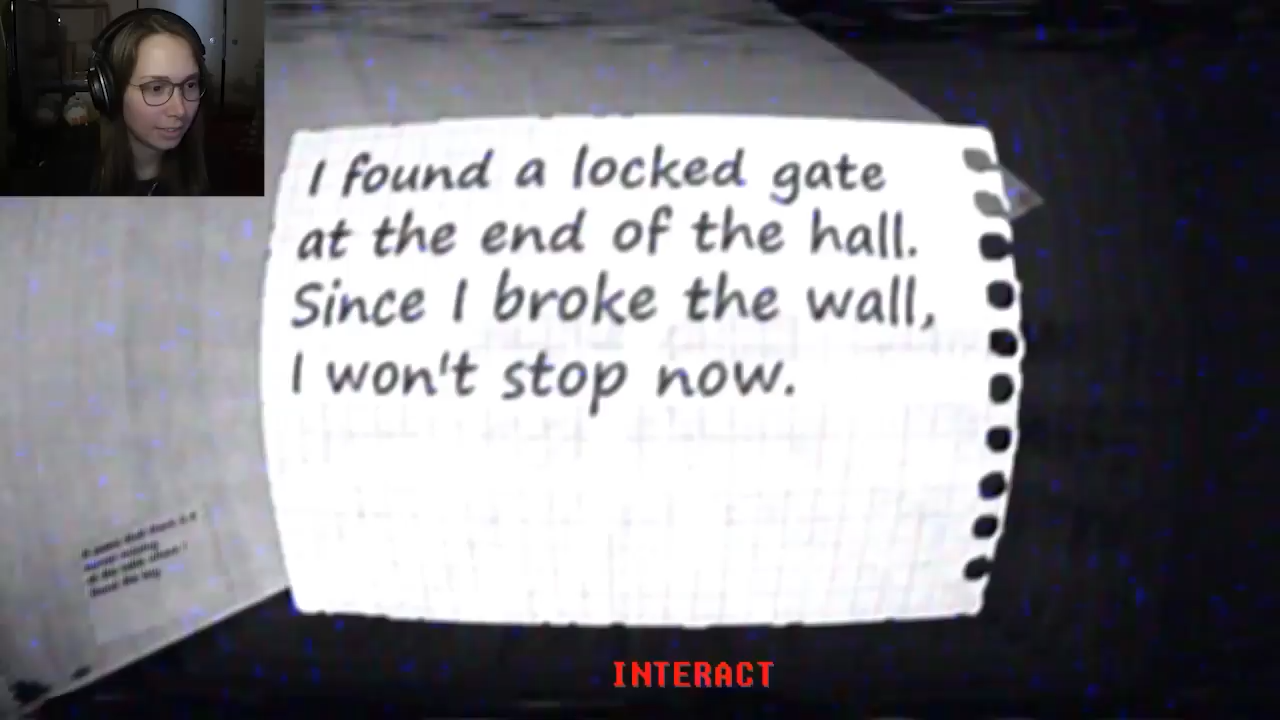 I found a locked gate
at the end of the hall.
Since I broke the wall,
I won't stop now.
INTERACT